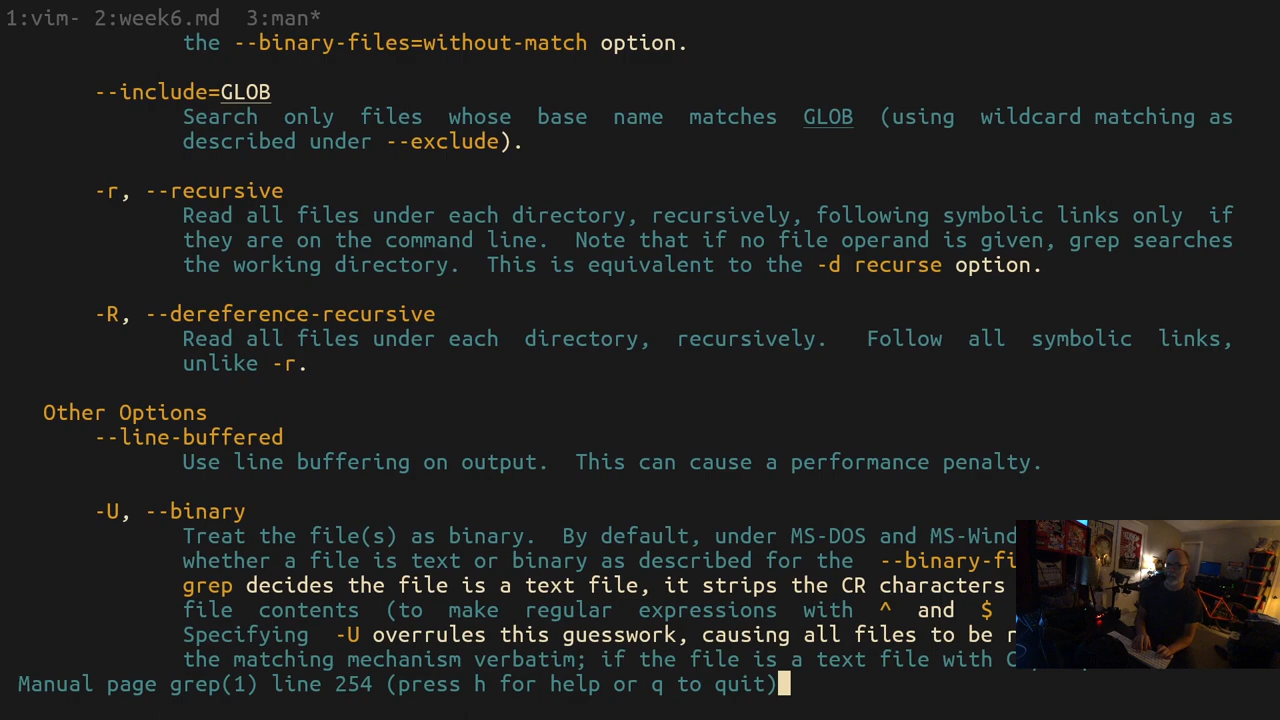 1:vim- 2:week6.md  3:man*
the --binary-files=without-match option.
--include=GLOB
Search only files whose base name matches GLOB (using wildcard matching as
described under --exclude).
-r, --recursive
Read all files under each directory, recursively, following symbolic links only if
they are on the command line.  Note that if no file operand is given, grep searches
the working directory.  This is equivalent to the -d recurse option.
-R, --dereference-recursive
Read all files under each directory, recursively.  Follow all symbolic links,
unlike -r.
Other Options
--line-buffered
Use line buffering on output.  This can cause a performance penalty.
-U, --binary
Treat the file(s) as binary.  By default, under MS-DOS and MS-Wind
whether a file is text or binary as described for the --binary-fi
grep decides the file is a text file, it strips the CR characters
file contents (to make regular expressions with ^ and $
Specifying -U overrules this guesswork, causing all files to be r
the matching mechanism verbatim; if the file is a text file with C
Manual page grep(1) line 254 (press h for help or q to quit)